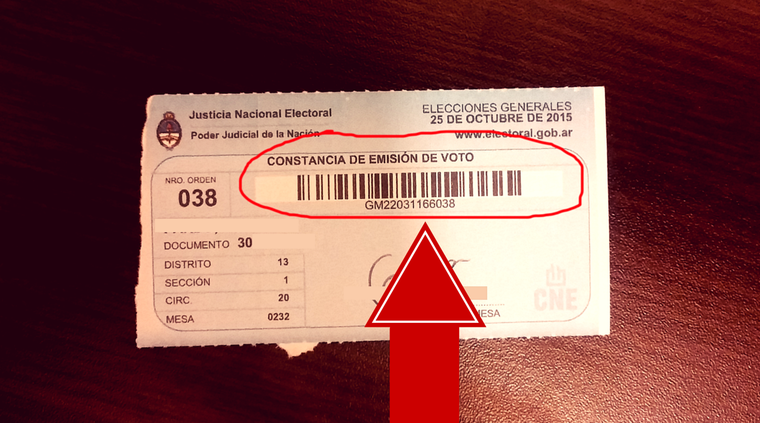 Justicia Nacional Electoral
Poder Judicial de la Nación
ELECCIONES GENERALES
25 DE OCTUBRE DE 2015
www.electoral.gob.ar
CONSTANCIA DE EMISIÓN DE VOTO
GM22031166038
NRO. ORDEN
038
DOCUMENTO 30
DISTRITO 13
SECCIÓN 1
CIRC. 20
MESA 0232
CNE